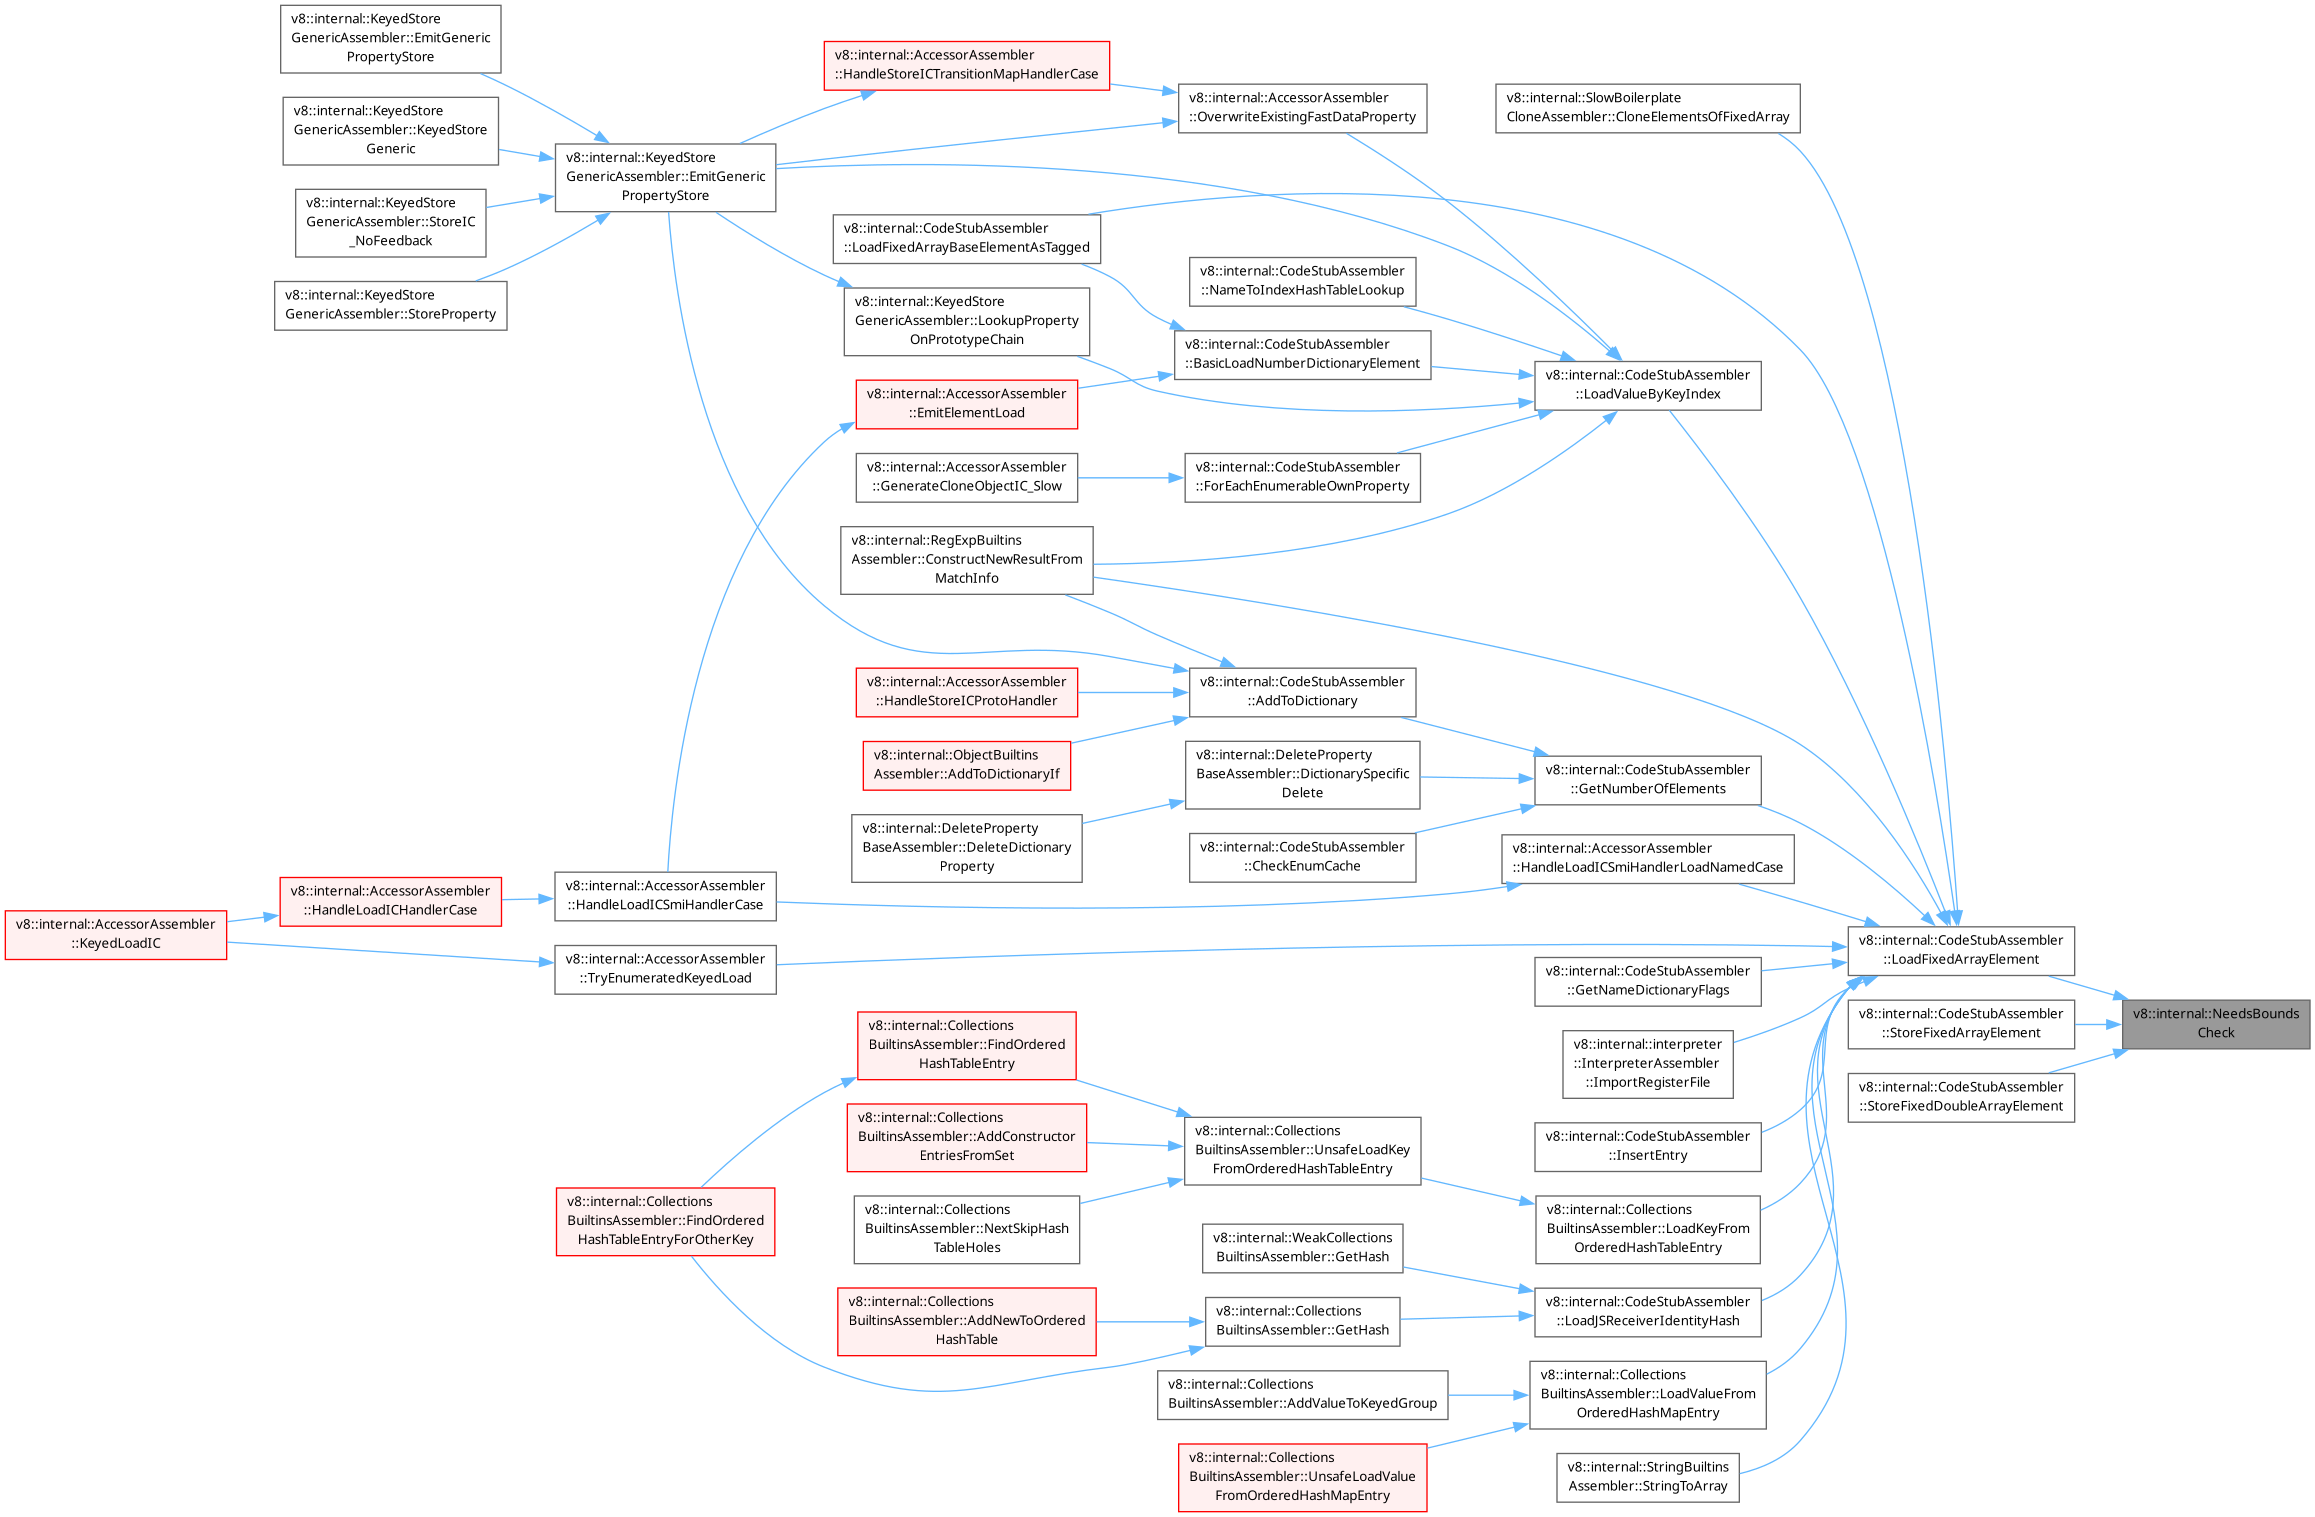 v8::internal::KeyedStore
GenericAssembler::EmitGeneric
PropertyStore
v8::internal::KeyedStore
GenericAssembler::KeyedStore
Generic
v8::internal::KeyedStore
GenericAssembler::StoreIC
_NoFeedback
v8::internal::KeyedStore
GenericAssembler::StoreProperty
v8::internal::AccessorAssembler
::HandleLoadICHandlerCase
v8::internal::AccessorAssembler
::KeyedLoadIC
v8::internal::KeyedStore
GenericAssembler::EmitGeneric
PropertyStore
v8::internal::AccessorAssembler
::HandleLoadICSmiHandlerCase
v8::internal::AccessorAssembler
::TryEnumeratedKeyedLoad
v8::internal::Collections
BuiltinsAssembler::FindOrdered
HashTableEntryForOtherKey
v8::internal::AccessorAssembler
::HandleStoreICTransitionMapHandlerCase
v8::internal::CodeStubAssembler
::LoadFixedArrayBaseElementAsTagged
v8::internal::KeyedStore
GenericAssembler::LookupProperty
OnPrototypeChain
v8::internal::AccessorAssembler
::EmitElementLoad
v8::internal::AccessorAssembler
::GenerateCloneObjectIC_Slow
v8::internal::RegExpBuiltins
Assembler::ConstructNewResultFrom
MatchInfo
v8::internal::AccessorAssembler
::HandleStoreICProtoHandler
v8::internal::ObjectBuiltins
Assembler::AddToDictionaryIf
v8::internal::DeleteProperty
BaseAssembler::DeleteDictionary
Property
v8::internal::Collections
BuiltinsAssembler::FindOrdered
HashTableEntry
v8::internal::Collections
BuiltinsAssembler::AddConstructor
EntriesFromSet
v8::internal::Collections
BuiltinsAssembler::NextSkipHash
TableHoles
v8::internal::Collections
BuiltinsAssembler::AddNewToOrdered
HashTable
v8::internal::AccessorAssembler
::OverwriteExistingFastDataProperty
v8::internal::CodeStubAssembler
::NameToIndexHashTableLookup
v8::internal::CodeStubAssembler
::BasicLoadNumberDictionaryElement
v8::internal::CodeStubAssembler
::ForEachEnumerableOwnProperty
v8::internal::CodeStubAssembler
::AddToDictionary
v8::internal::DeleteProperty
BaseAssembler::DictionarySpecific
Delete
v8::internal::CodeStubAssembler
::CheckEnumCache
v8::internal::Collections
BuiltinsAssembler::UnsafeLoadKey
FromOrderedHashTableEntry
v8::internal::WeakCollections
BuiltinsAssembler::GetHash
v8::internal::Collections
BuiltinsAssembler::GetHash
v8::internal::Collections
BuiltinsAssembler::AddValueToKeyedGroup
v8::internal::Collections
BuiltinsAssembler::UnsafeLoadValue
FromOrderedHashMapEntry
v8::internal::SlowBoilerplate
CloneAssembler::CloneElementsOfFixedArray
v8::internal::CodeStubAssembler
::LoadValueByKeyIndex
v8::internal::CodeStubAssembler
::GetNumberOfElements
v8::internal::AccessorAssembler
::HandleLoadICSmiHandlerLoadNamedCase
v8::internal::CodeStubAssembler
::GetNameDictionaryFlags
v8::internal::interpreter
::InterpreterAssembler
::ImportRegisterFile
v8::internal::CodeStubAssembler
::InsertEntry
v8::internal::Collections
BuiltinsAssembler::LoadKeyFrom
OrderedHashTableEntry
v8::internal::CodeStubAssembler
::LoadJSReceiverIdentityHash
v8::internal::Collections
BuiltinsAssembler::LoadValueFrom
OrderedHashMapEntry
v8::internal::StringBuiltins
Assembler::StringToArray
v8::internal::CodeStubAssembler
::LoadFixedArrayElement
v8::internal::CodeStubAssembler
::StoreFixedArrayElement
v8::internal::CodeStubAssembler
::StoreFixedDoubleArrayElement
v8::internal::NeedsBounds
Check